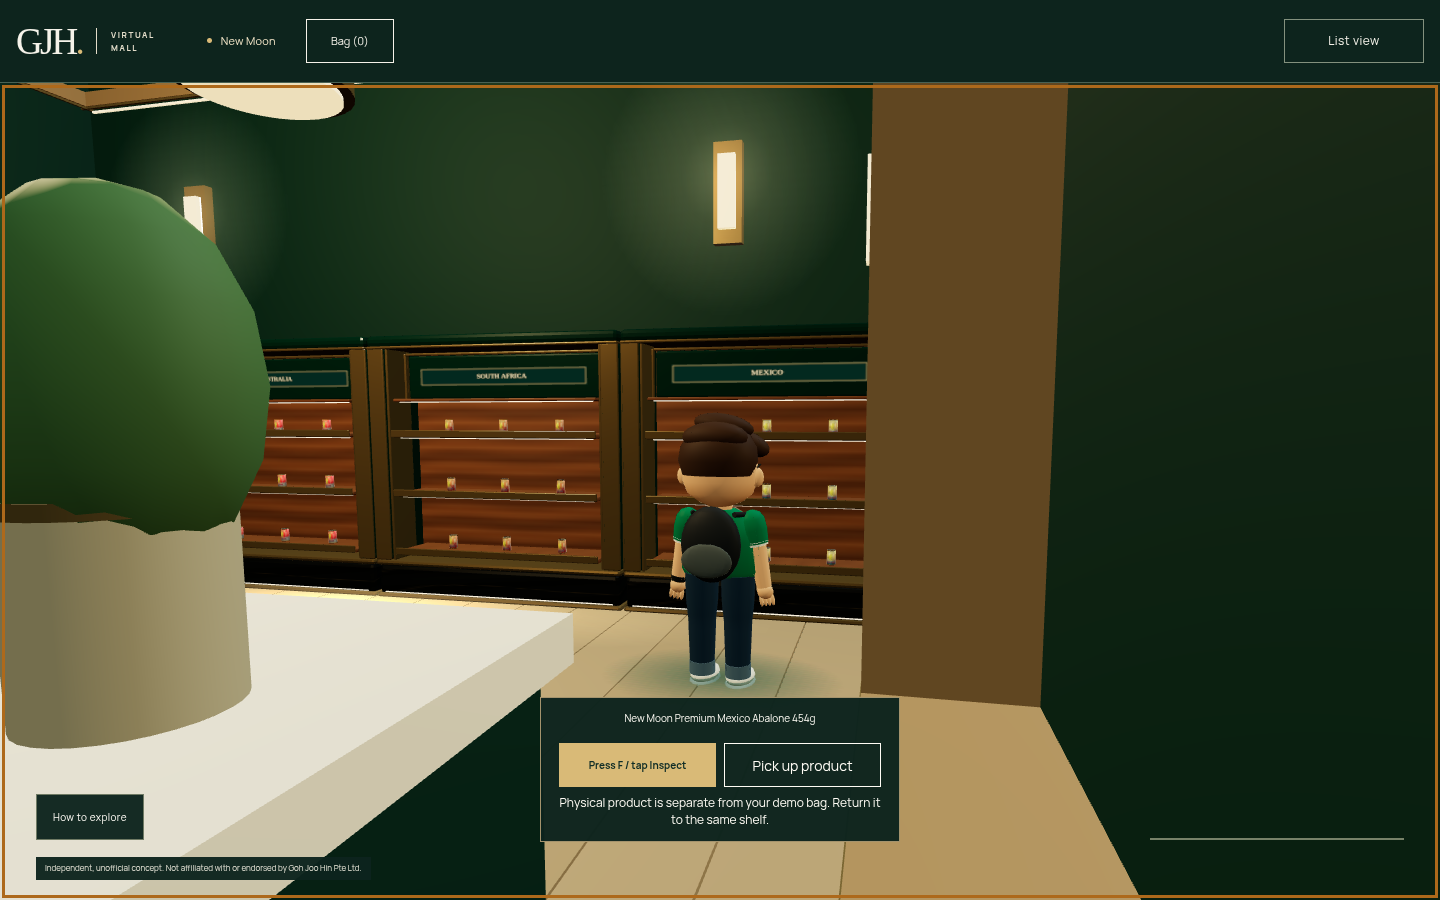 GJH.
VIRTUAL
MALL
New Moon
Bag (0)
List view
SOUTH AFRICA
MEXICO
New Moon Premium Mexico Abalone 454g
Press F / tap Inspect
Pick up product
Physical product is separate from your demo bag. Return it
to the same shelf.
How to explore
Independent, unofficial concept. Not affiliated with or endorsed by Goh Joo Hin Pte Ltd.